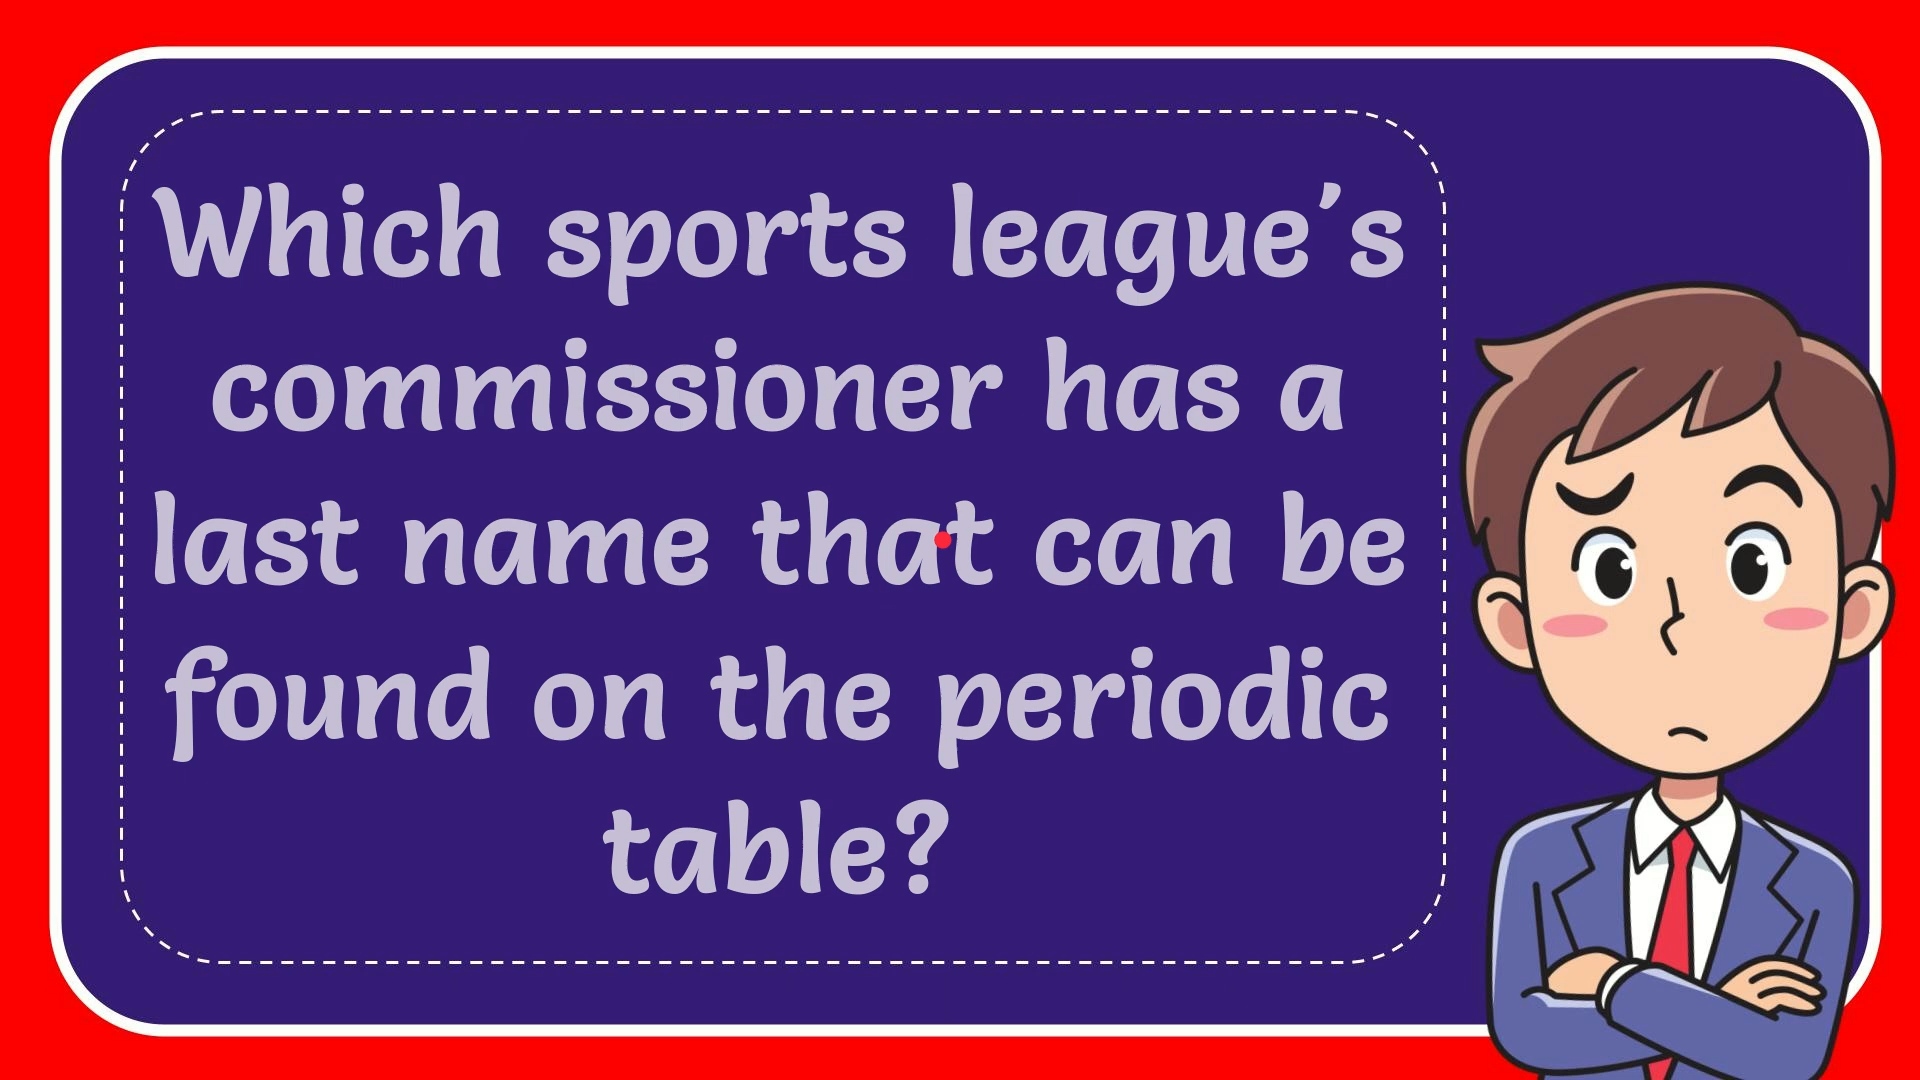 Which sports league's
commissioner has a
last name that can be
found on the periodic
table?